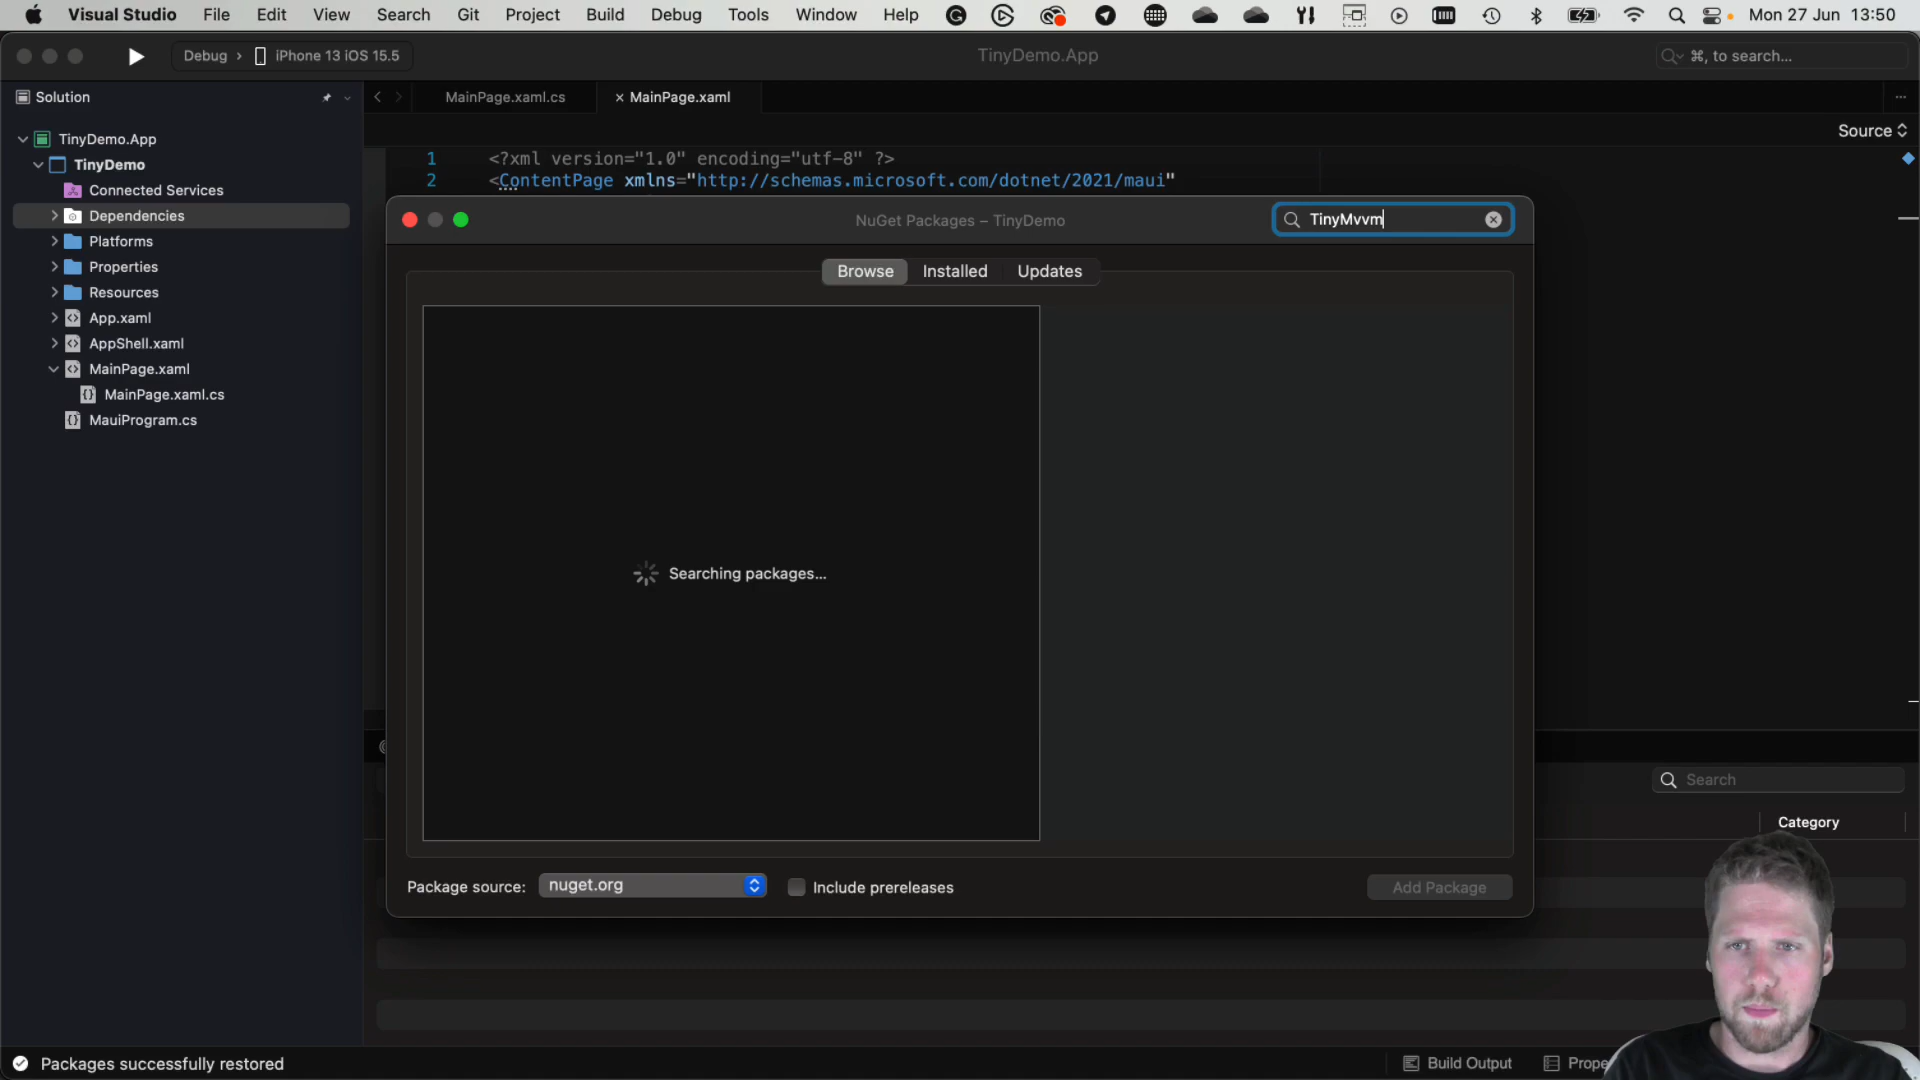 Visual Studio File Edit View Search Git Project Build Debug Tools Window Help Mon 27 Jun 13:50
Debug › iPhone 13 iOS 15.5
TinyDemo.App
⌘, to search...
Solution
MainPage.xaml.cs
× MainPage.xaml
Source
TinyDemo.App
TinyDemo
Connected Services
Dependencies
Platforms
Properties
Resources
App.xaml
AppShell.xaml
MainPage.xaml
MainPage.xaml.cs
MauiProgram.cs
1 <?xml version="1.0" encoding="utf-8" ?>
2 <ContentPage xmlns="http://schemas.microsoft.com/dotnet/2021/maui"
NuGet Packages – TinyDemo
TinyMvvm
Browse Installed Updates
Searching packages...
Package source: nuget.org
Include prereleases
Add Package
Search
Category
Packages successfully restored
Build Output